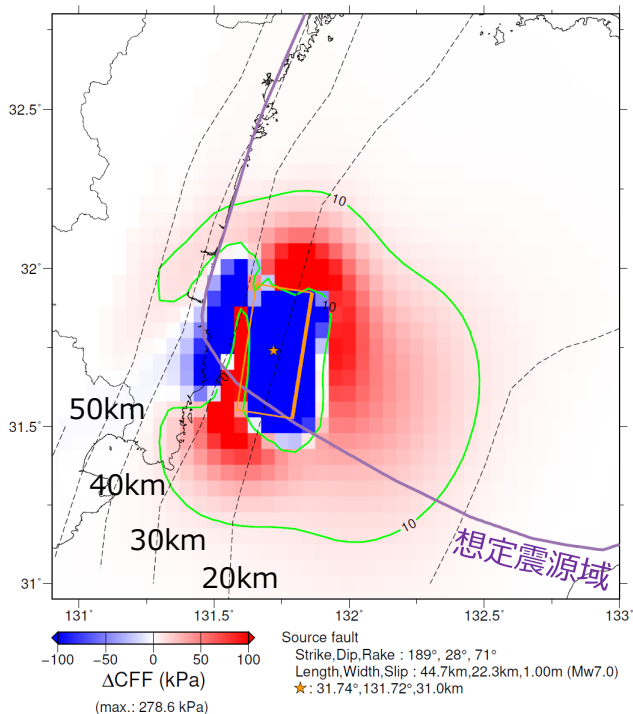 32.5˚
32˚
31.5˚
31˚
10
10
10
10
50km
40km
30km
20km
想定震源域
131˚
131.5˚
132˚
132.5˚
133˚
−100 −50 0 50 100
ΔCFF (kPa)
(max.: 278.6 kPa)
Source fault
Strike,Dip,Rake : 189°, 28°, 71°
Length,Width,Slip : 44.7km,22.3km,1.00m (Mw7.0)
★: 31.74°,131.72°,31.0km